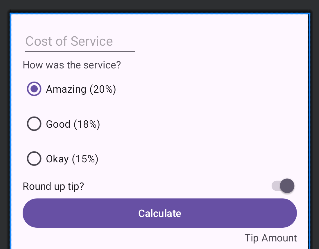 Cost of Service
How was the service?
Amazing (20%)
Good (18%)
Okay (15%)
Round up tip?
Calculate
Tip Amount